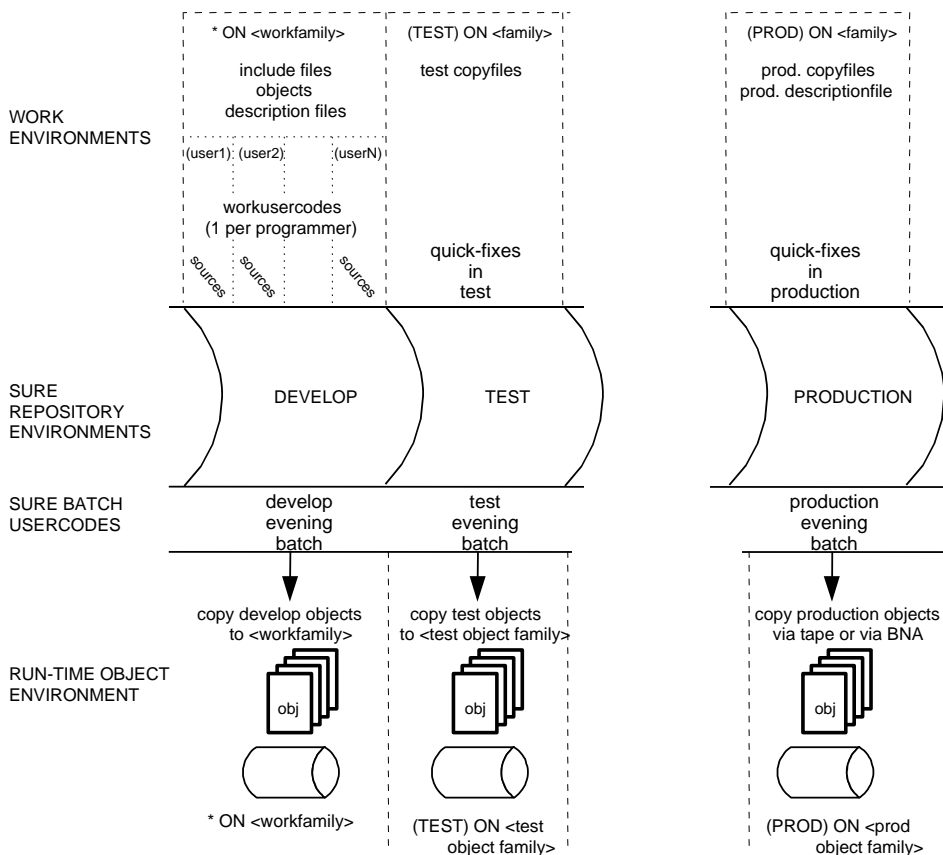 * ON <workfamily>
(TEST) ON <family>
(PROD) ON <family>
include files
objects
description files
test copyfiles
prod. copyfiles
prod. descriptionfile
WORK
ENVIRONMENTS
(user1)
(user2)
(userN)
workusercodes
(1 per programmer)
sources
sources
sources
quick-fixes
in
test
quick-fixes
in
production
SURE
REPOSITORY
ENVIRONMENTS
DEVELOP
TEST
PRODUCTION
SURE BATCH
USERCODES
develop
evening
batch
test
evening
batch
production
evening
batch
copy develop objects
to <workfamily>
copy test objects
to <test object family>
copy production objects
via tape or via BNA
RUN-TIME OBJECT
ENVIRONMENT
obj
obj
obj
* ON <workfamily>
(TEST) ON <test
object family>
(PROD) ON <prod
object family>